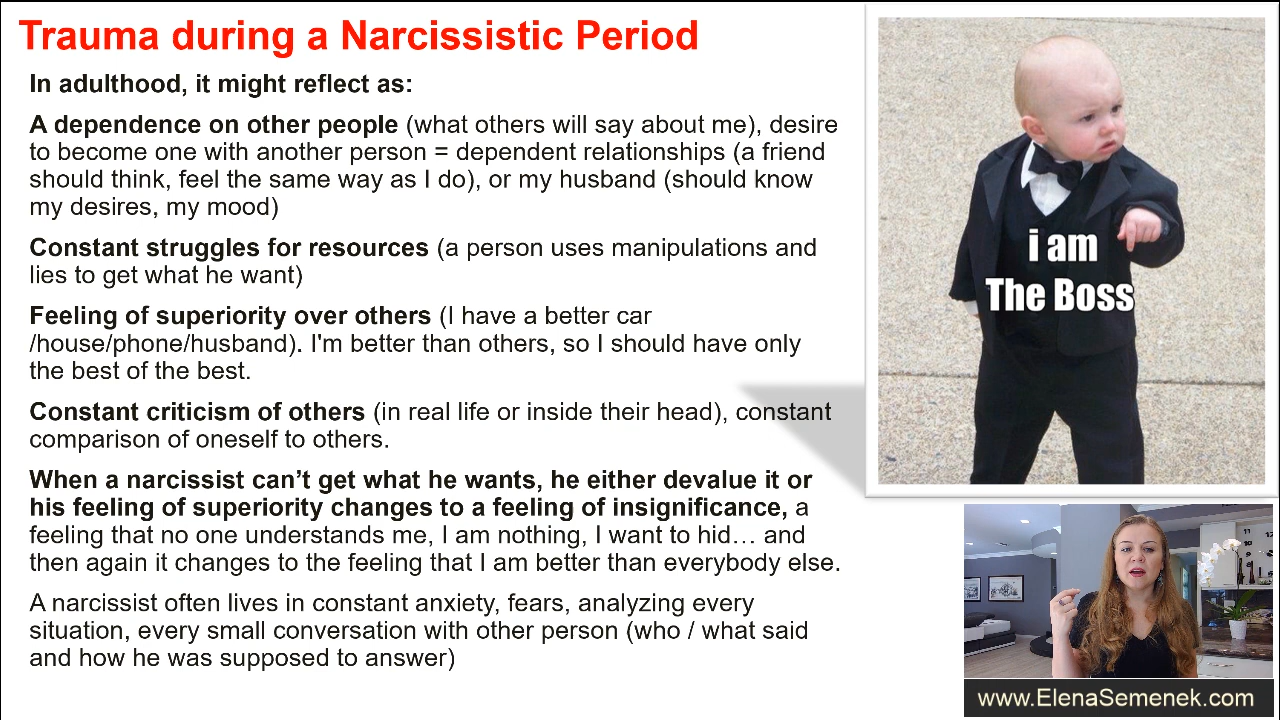 Trauma during a Narcissistic Period
In adulthood, it might reflect as:
A dependence on other people (what others will say about me), desire
to become one with another person = dependent relationships (a friend
should think, feel the same way as I do), or my husband (should know
my desires, my mood)
Constant struggles for resources (a person uses manipulations and
lies to get what he want)
Feeling of superiority over others (I have a better car
/house/phone/husband). I'm better than others, so I should have only
the best of the best.
Constant criticism of others (in real life or inside their head), constant
comparison of oneself to others.
When a narcissist can’t get what he wants, he either devalue it or
his feeling of superiority changes to a feeling of insignificance, a
feeling that no one understands me, I am nothing, I want to hid… and
then again it changes to the feeling that I am better than everybody else.
A narcissist often lives in constant anxiety, fears, analyzing every
situation, every small conversation with other person (who / what said
and how he was supposed to answer)
i am
The Boss
www.ElenaSemenek.com